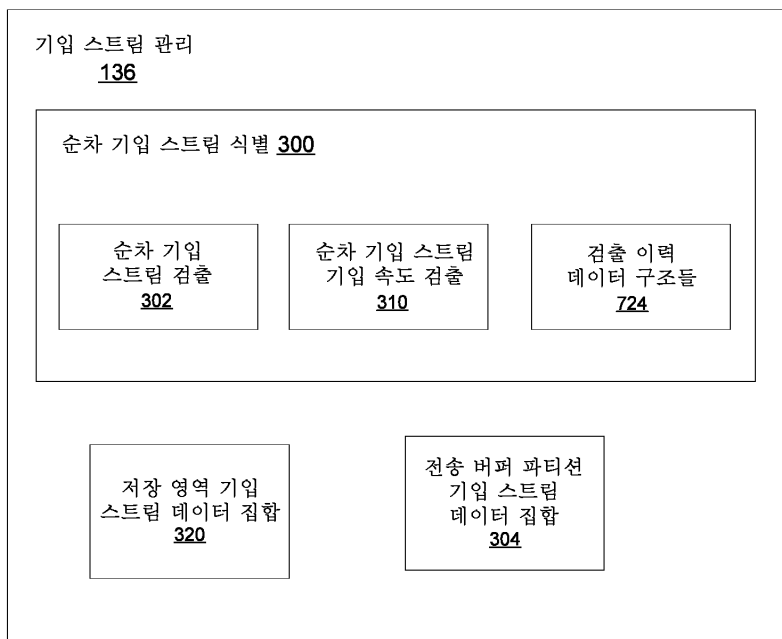 기입 스트림 관리
136
순차 기입 스트림 식별 300
순차 기입
스트림 검출
302
순차 기입 스트림
기입 속도 검출
310
검출 이력
데이터 구조들
724
저장 영역 기입
스트림 데이터 집합
320
전송 버퍼 파티션
기입 스트림
데이터 집합
304